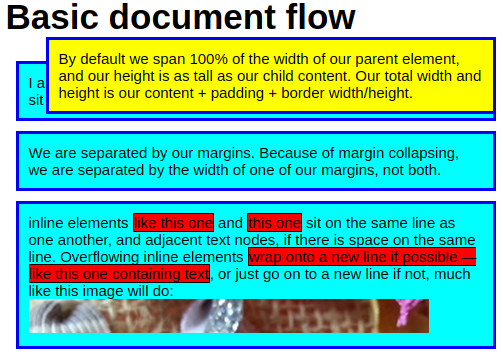 Basic document flow
By default we span 100% of the width of our parent element,
and our height is as tall as our child content. Our total width and
height is our content + padding + border width/height.
I a
sit
We are separated by our margins. Because of margin collapsing,
we are separated by the width of one of our margins, not both.
inline elements like this one and this one sit on the same line as
one another, and adjacent text nodes, if there is space on the same
line. Overflowing inline elements wrap onto a new line if possible —
like this one containing text, or just go on to a new line if not, much
like this image will do: